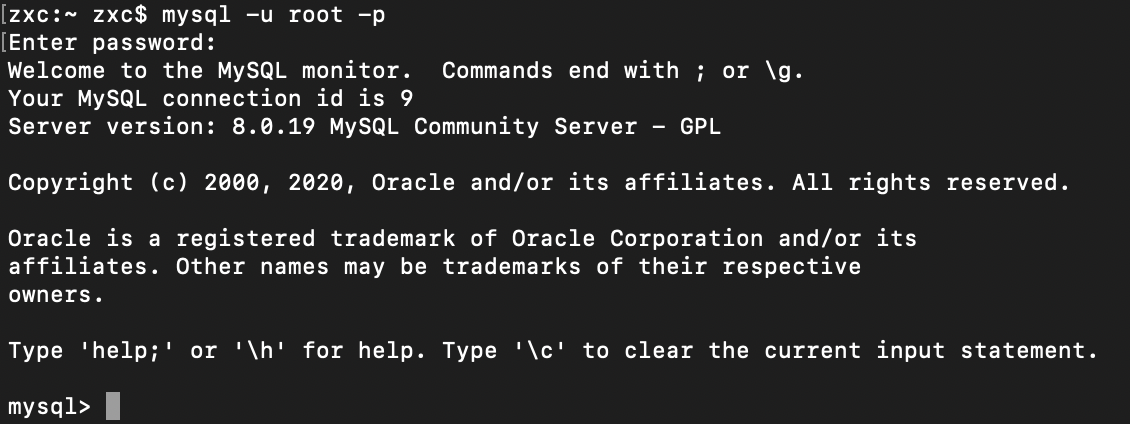 [zxc:~ zxc$ mysql -u root -p
[Enter password:
Welcome to the MySQL monitor.  Commands end with ; or \g.
Your MySQL connection id is 9
Server version: 8.0.19 MySQL Community Server - GPL
Copyright (c) 2000, 2020, Oracle and/or its affiliates. All rights reserved.
Oracle is a registered trademark of Oracle Corporation and/or its
affiliates. Other names may be trademarks of their respective
owners.
Type 'help;' or '\h' for help. Type '\c' to clear the current input statement.
mysql>